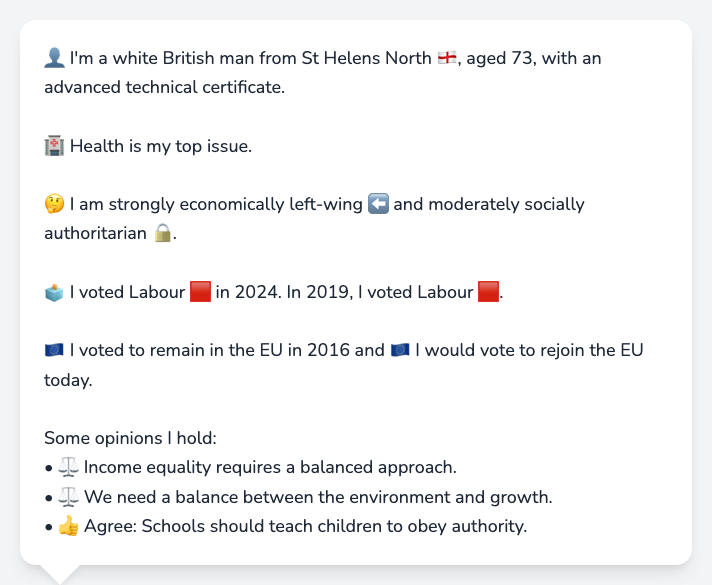 👤 I'm a white British man from St Helens North 🏴󠁧󠁢󠁥󠁮󠁧󠁿, aged 73, with an
advanced technical certificate.
🏥 Health is my top issue.
🤔 I am strongly economically left-wing ⬅️ and moderately socially
authoritarian 🔒.
🗳️ I voted Labour 🟥 in 2024. In 2019, I voted Labour 🟥.
🇪🇺 I voted to remain in the EU in 2016 and 🇪🇺 I would vote to rejoin the EU
today.
Some opinions I hold:
• ⚖️ Income equality requires a balanced approach.
• ⚖️ We need a balance between the environment and growth.
• 👍 Agree: Schools should teach children to obey authority.